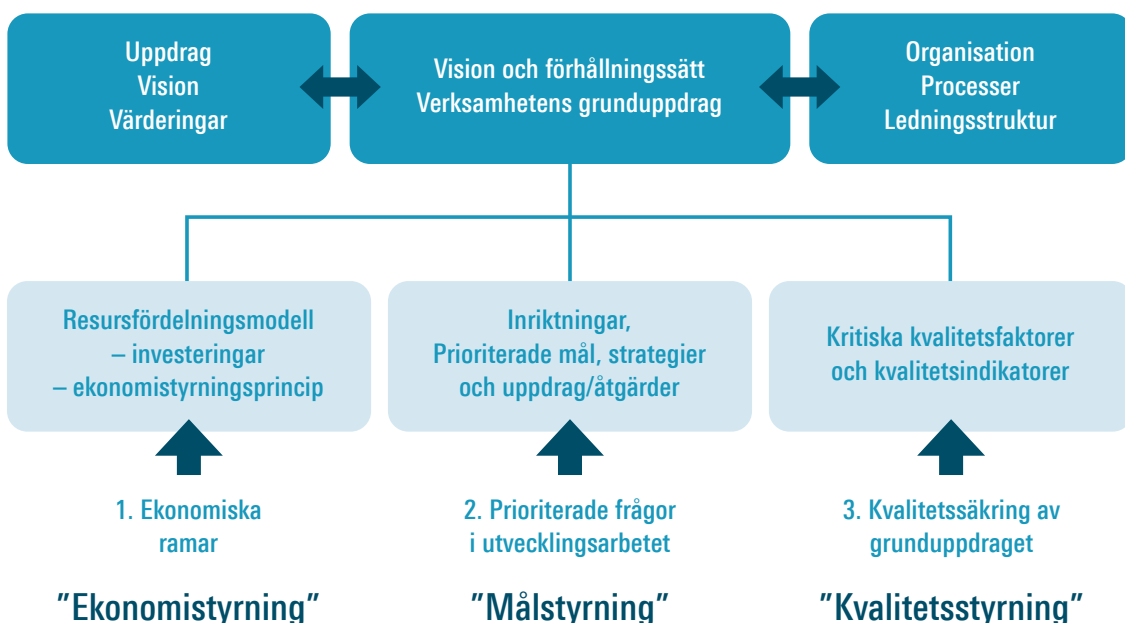 Uppdrag
Vision
Värderingar
Vision och förhållningssätt
Verksamhetens grunduppdrag
Organisation
Processer
Ledningsstruktur
Resursfördelningsmodell
– investeringar
– ekonomistyrningsprincip
Inriktningar,
Prioriterade mål, strategier
och uppdrag/åtgärder
Kritiska kvalitetsfaktorer
och kvalitetsindikatorer
1. Ekonomiska
ramar
2. Prioriterade frågor
i utvecklingsarbetet
3. Kvalitetssäkring av
grunduppdraget
”Ekonomistyrning”
”Målstyrning”
”Kvalitetsstyrning”